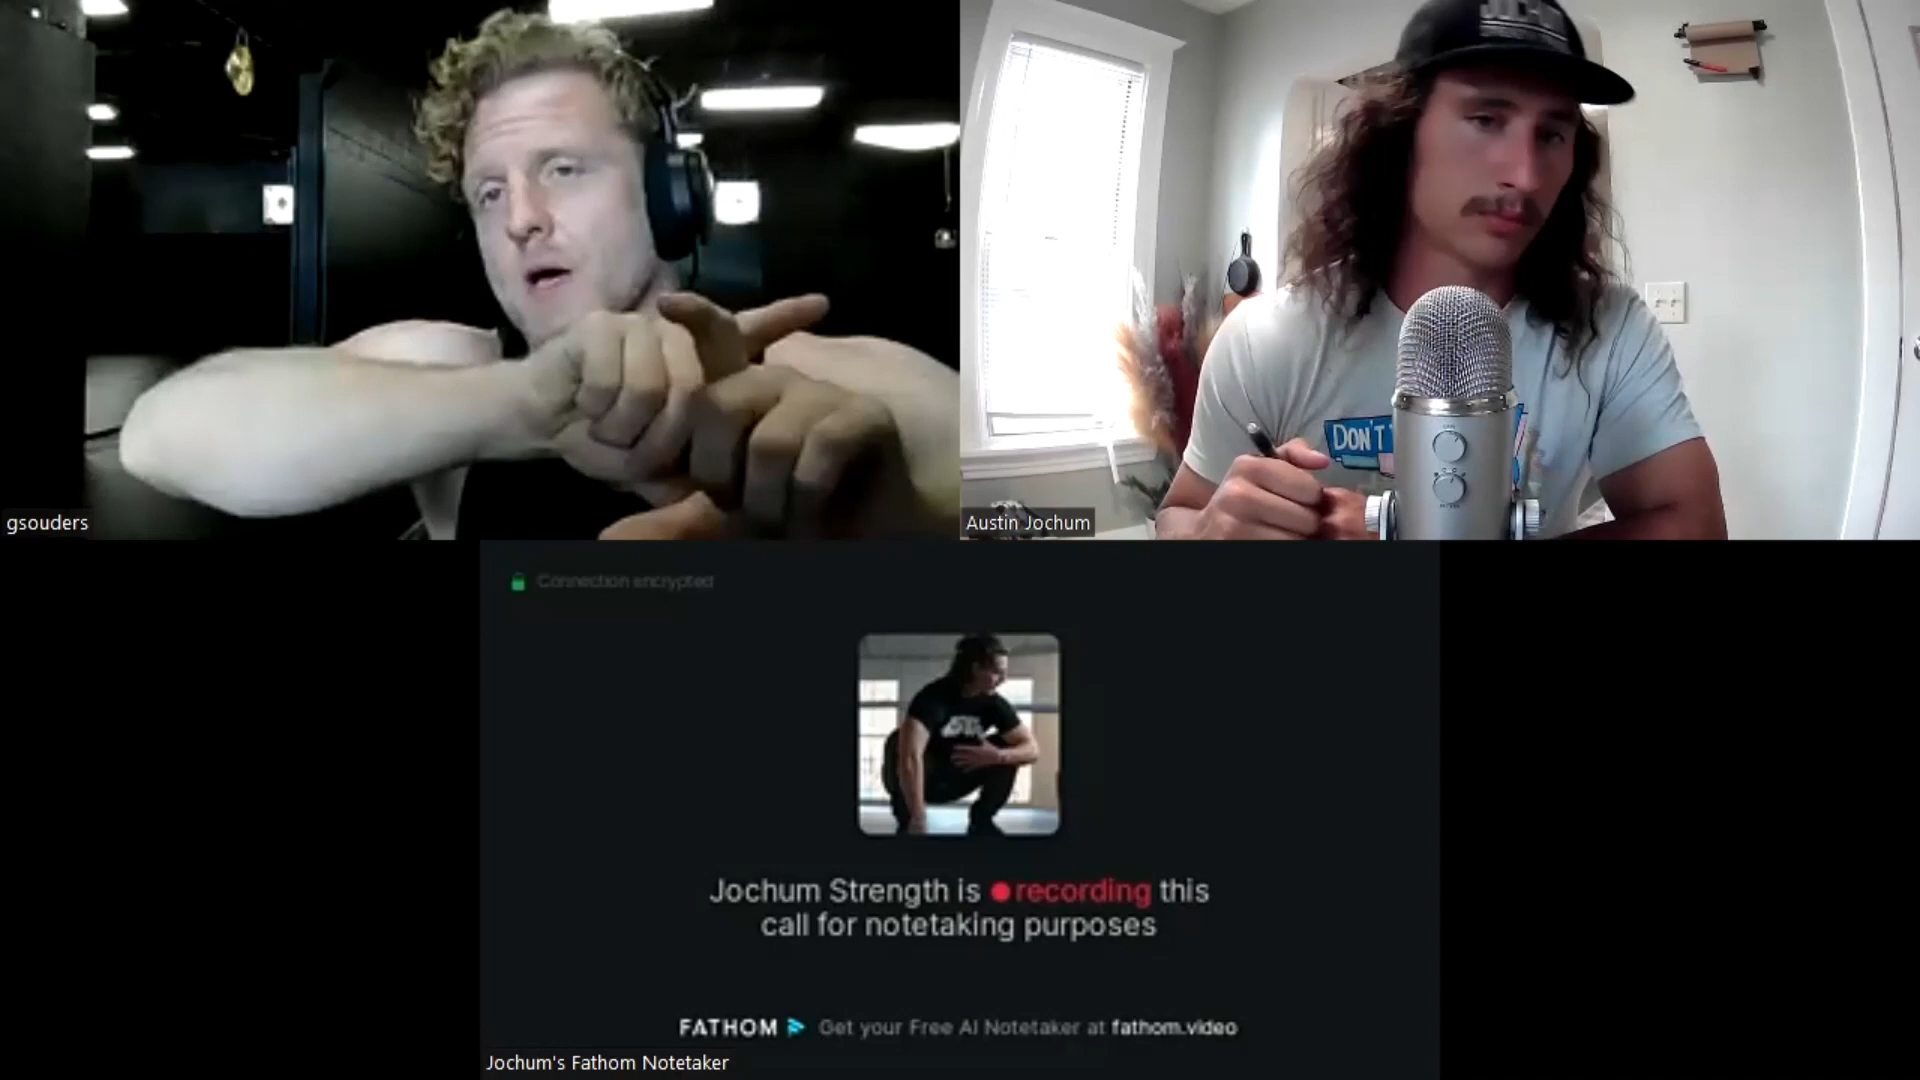 JOCHUM
DON'T
gsouders
Austin Jochum
Connection encrypted
Jochum Strength is recording this
call for notetaking purposes
FATHOM Get your Free AI Notetaker at fathom.video
Jochum's Fathom Notetaker